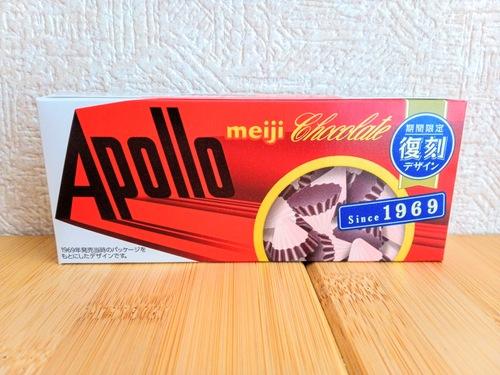 Apollo
meiji Chocolate
期間限定
復刻
デザイン
Since 1969
1969年発売当時のパッケージを
もとにしたデザインです。